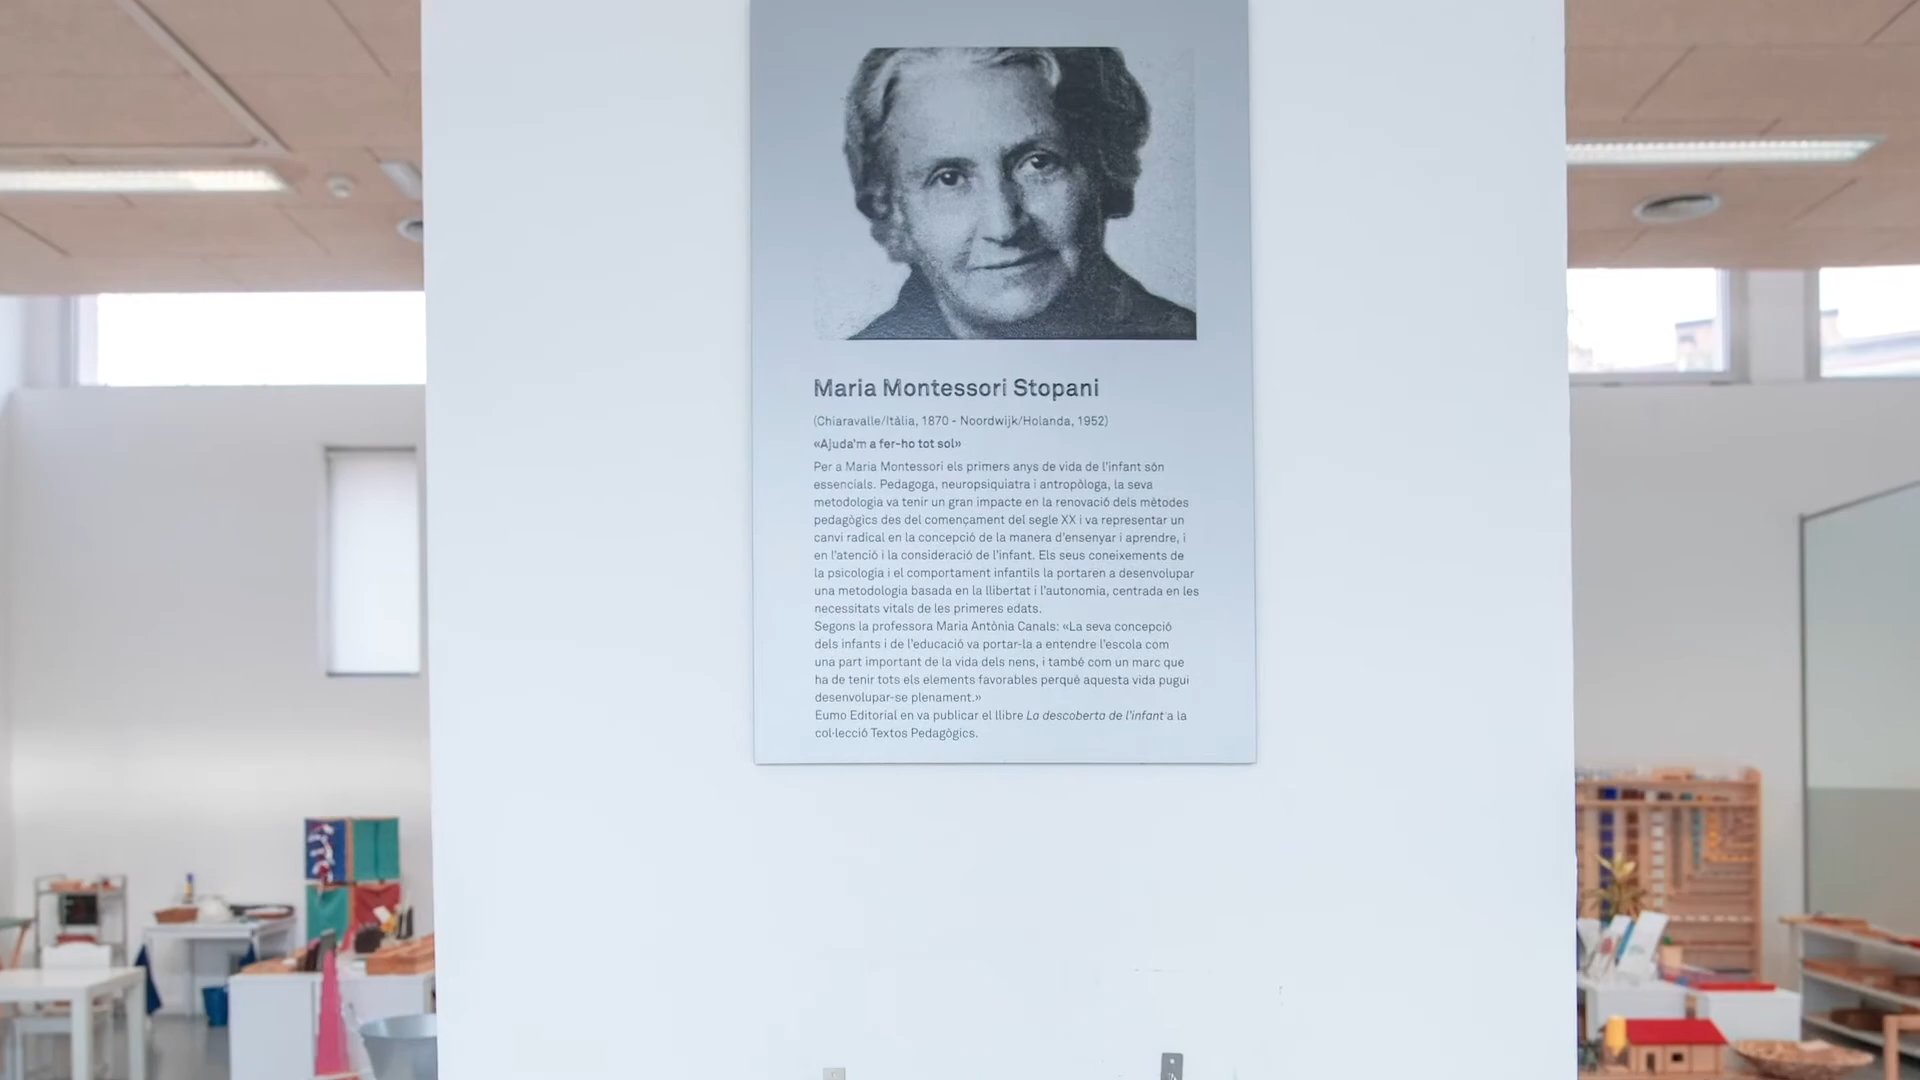 Maria Montessori Stopani
(Chiaravalle/Itàlia, 1870 - Noordwijk/Holanda, 1952)
«Ajuda'm a fer-ho tot sol»
Per a Maria Montessori els primers anys de vida de l'infant són
essencials. Pedagoga, neuropsiquiatra i antropòloga, la seva
metodologia va tenir un gran impacte en la renovació dels mètodes
pedagògics des del començament del segle XX i va representar un
canvi radical en la concepció de la manera d'ensenyar i aprendre, i
en l'atenció i la consideració de l'infant. Els seus coneixements de
la psicologia i el comportament infantils la portaren a desenvolupar
una metodologia basada en la llibertat i l'autonomia, centrada en les
necessitats vitals de les primeres edats.
Segons la professora Maria Antònia Canals: «La seva concepció
dels infants i de l'educació va portar-la a entendre l'escola com
una part important de la vida dels nens, i també com un marc que
ha de tenir tots els elements favorables perquè aquesta vida pugui
desenvolupar-se plenament.»
Eumo Editorial en va publicar el llibre La descoberta de l'infant a la
col·lecció Textos Pedagògics.